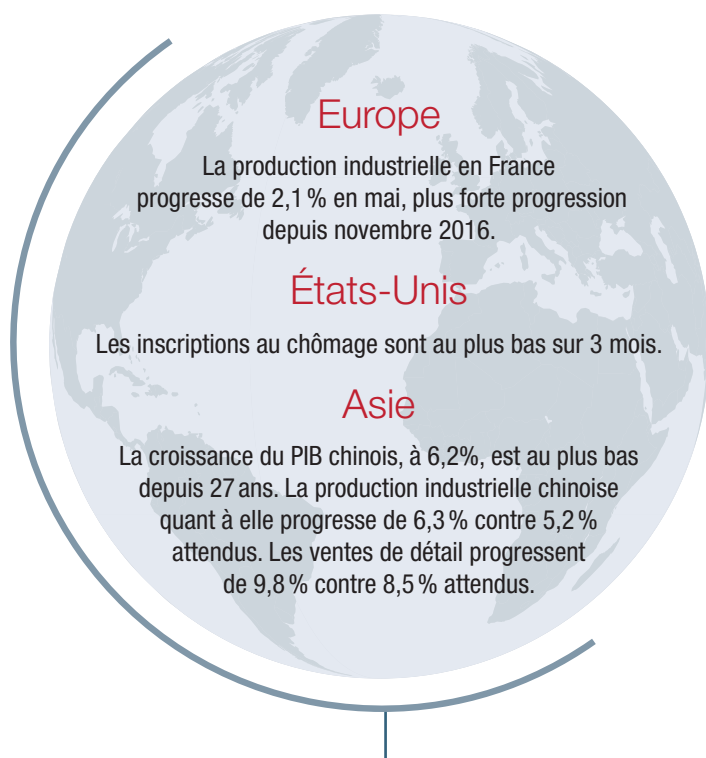 Europe
La production industrielle en France
progresse de 2,1 % en mai, plus forte progression
depuis novembre 2016.
États-Unis
Les inscriptions au chômage sont au plus bas sur 3 mois.
Asie
La croissance du PIB chinois, à 6,2%, est au plus bas
depuis 27 ans. La production industrielle chinoise
quant à elle progresse de 6,3 % contre 5,2 %
attendus. Les ventes de détail progressent
de 9,8 % contre 8,5 % attendus.